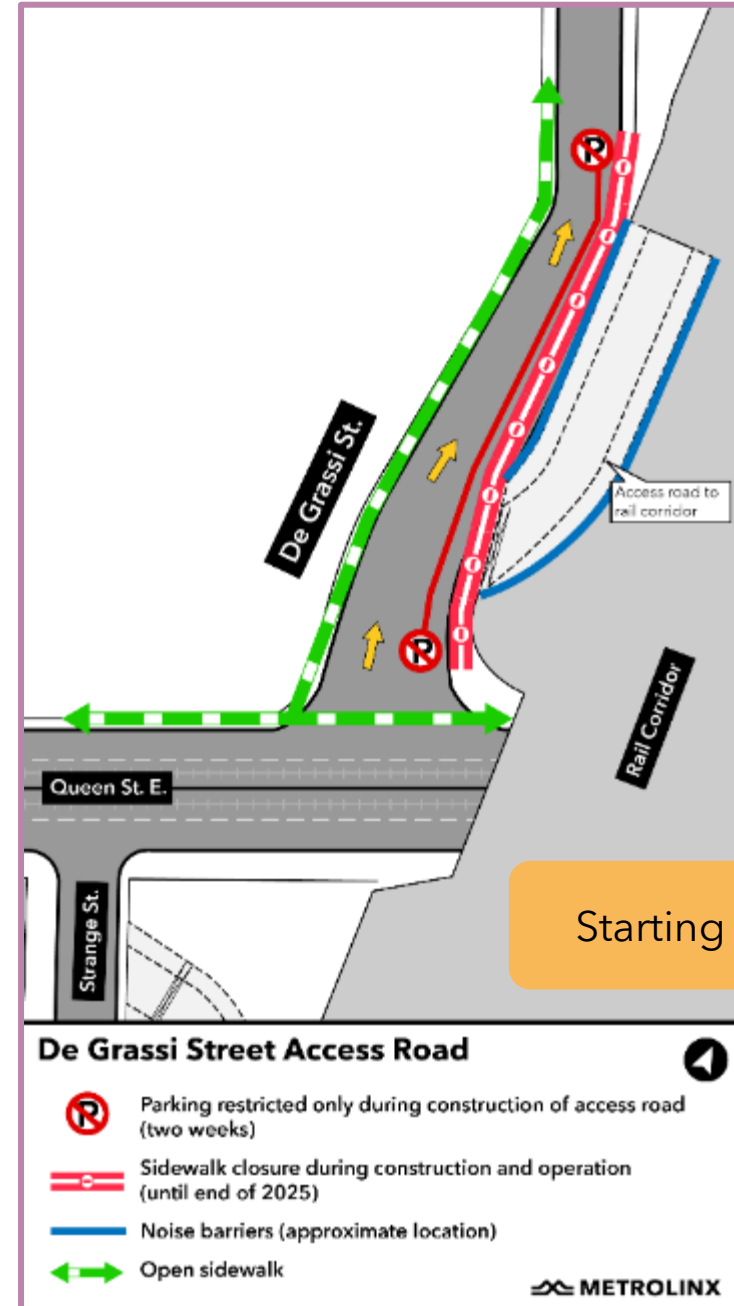 De Grassi St.
Access road to
rail corridor
Rail Corridor
Queen St. E.
Strange St.
Starting
De Grassi Street Access Road
P Parking restricted only during construction of access road
(two weeks)
Sidewalk closure during construction and operation
(until end of 2025)
Noise barriers (approximate location)
Open sidewalk
METROLINX